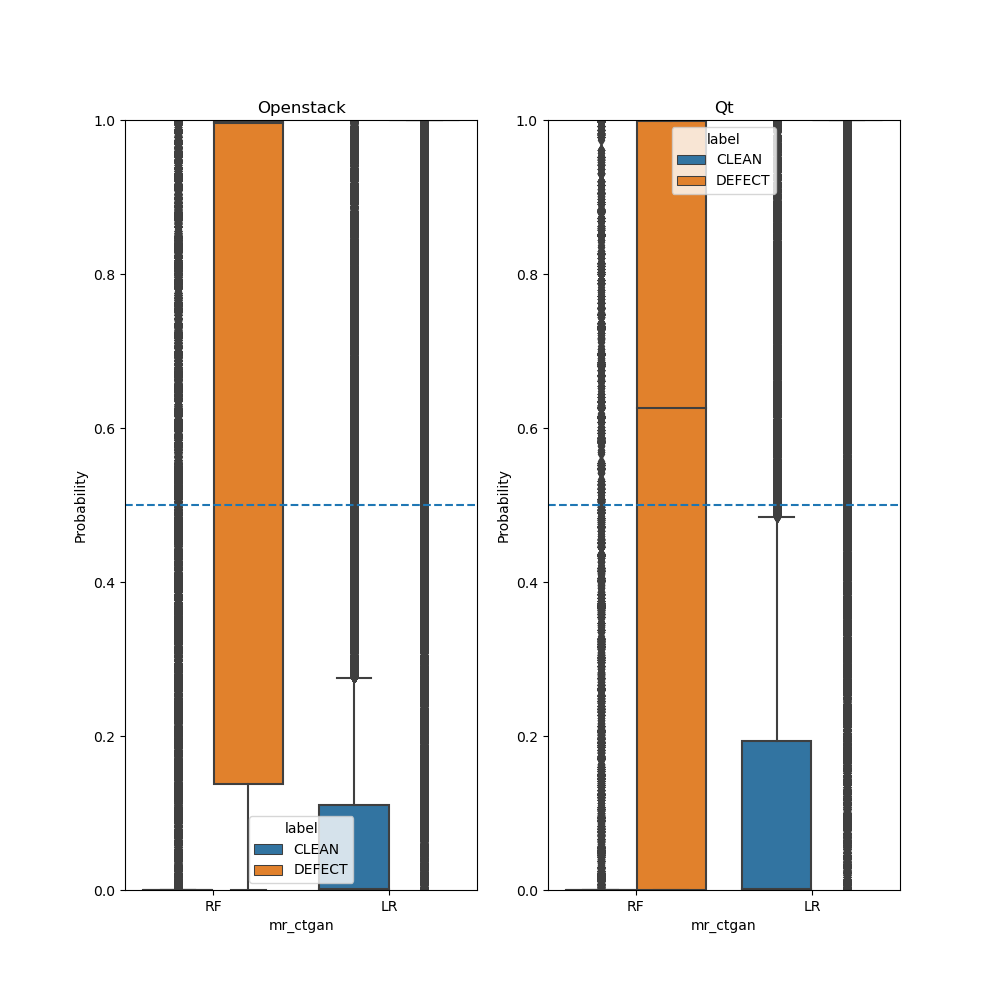 Openstack
1.0
0.8
0.6
0.4
0.2
0.0
Probability
label
CLEAN
DEFECT
RF
LR
mr_ctgan
Qt
1.0
0.8
0.6
0.4
0.2
0.0
Probability
label
CLEAN
DEFECT
RF
LR
mr_ctgan